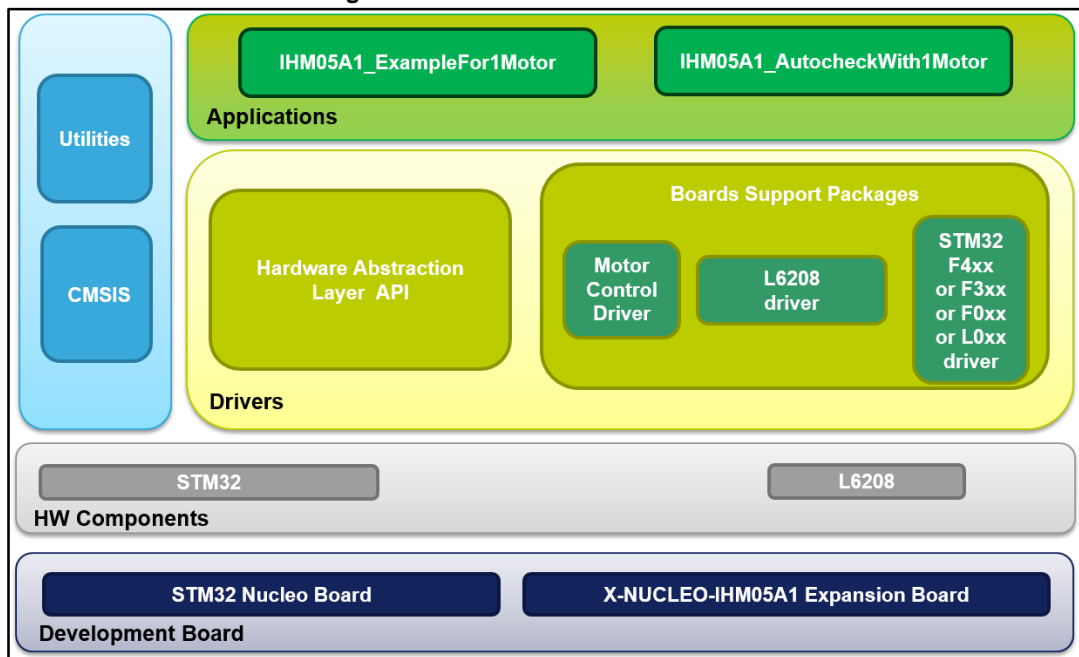 IHM05A1_ExampleFor1Motor
IHM05A1_AutocheckWith1Motor
Applications
Utilities
CMSIS
Hardware Abstraction
Layer API
Boards Support Packages
Motor
Control
Driver
L6208
driver
STM32
F4xx
or F3xx
or F0xx
or L0xx
driver
Drivers
STM32
L6208
HW Components
STM32 Nucleo Board
X-NUCLEO-IHM05A1 Expansion Board
Development Board